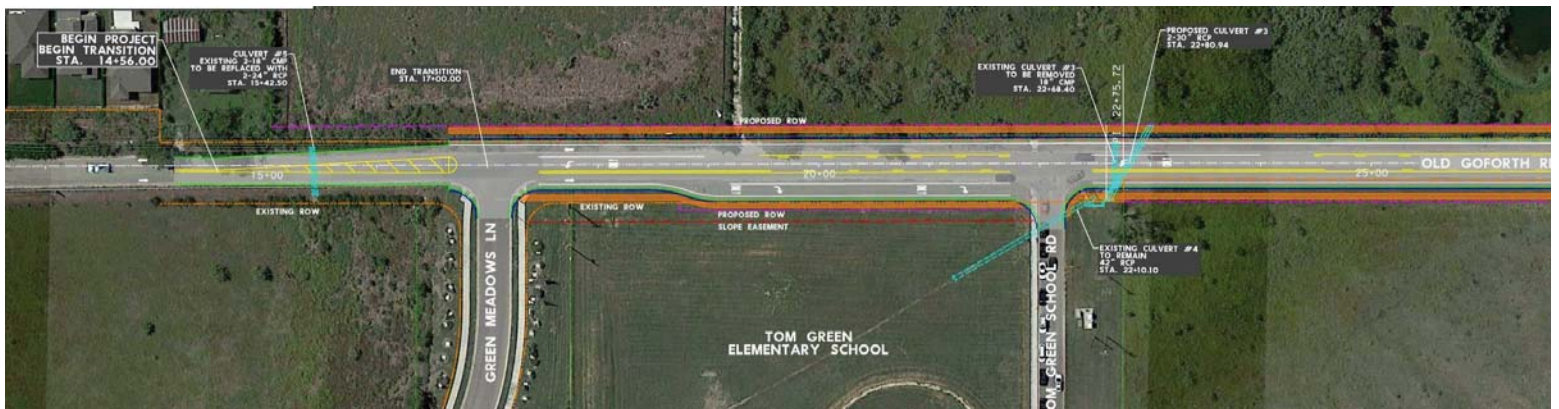 BEGIN PROJECT
BEGIN TRANSITION
STA. 14+56.00
CULVERT #5
EXISTING 2-18" CMP
TO BE REPLACED WITH
2-24" RCP
STA. 15+42.50
END TRANSITION
STA. 17+00.00
EXISTING CULVERT #3
TO BE REMOVED
18" CMP
STA. 22+68.40
PI 22+75.72
PROPOSED CULVERT #3
2-30" RCP
STA. 22+80.94
PROPOSED ROW
15+00
20+00
25+00
OLD GOFORTH
EXISTING ROW
EXISTING ROW
PROPOSED ROW
SLOPE EASEMENT
EXISTING CULVERT #4
TO REMAIN
42" RCP
STA. 22+10.10
GREEN MEADOWS LN
TOM GREEN
ELEMENTARY SCHOOL
TOM GREEN SCHOOL RD